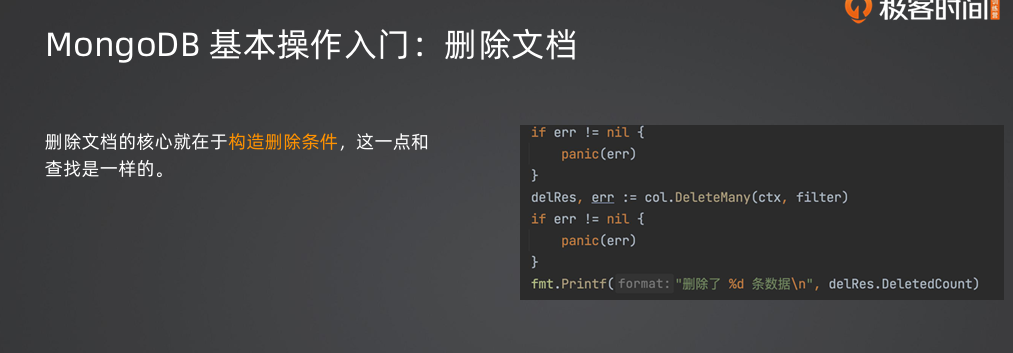 极客时间
训练营
MongoDB 基本操作入门：删除文档
删除文档的核心就在于构造删除条件，这一点和
查找是一样的。
if err != nil {
panic(err)
}
delRes, err := col.DeleteMany(ctx, filter)
if err != nil {
panic(err)
}
fmt.Printf( format: "删除了 %d 条数据\n", delRes.DeletedCount)